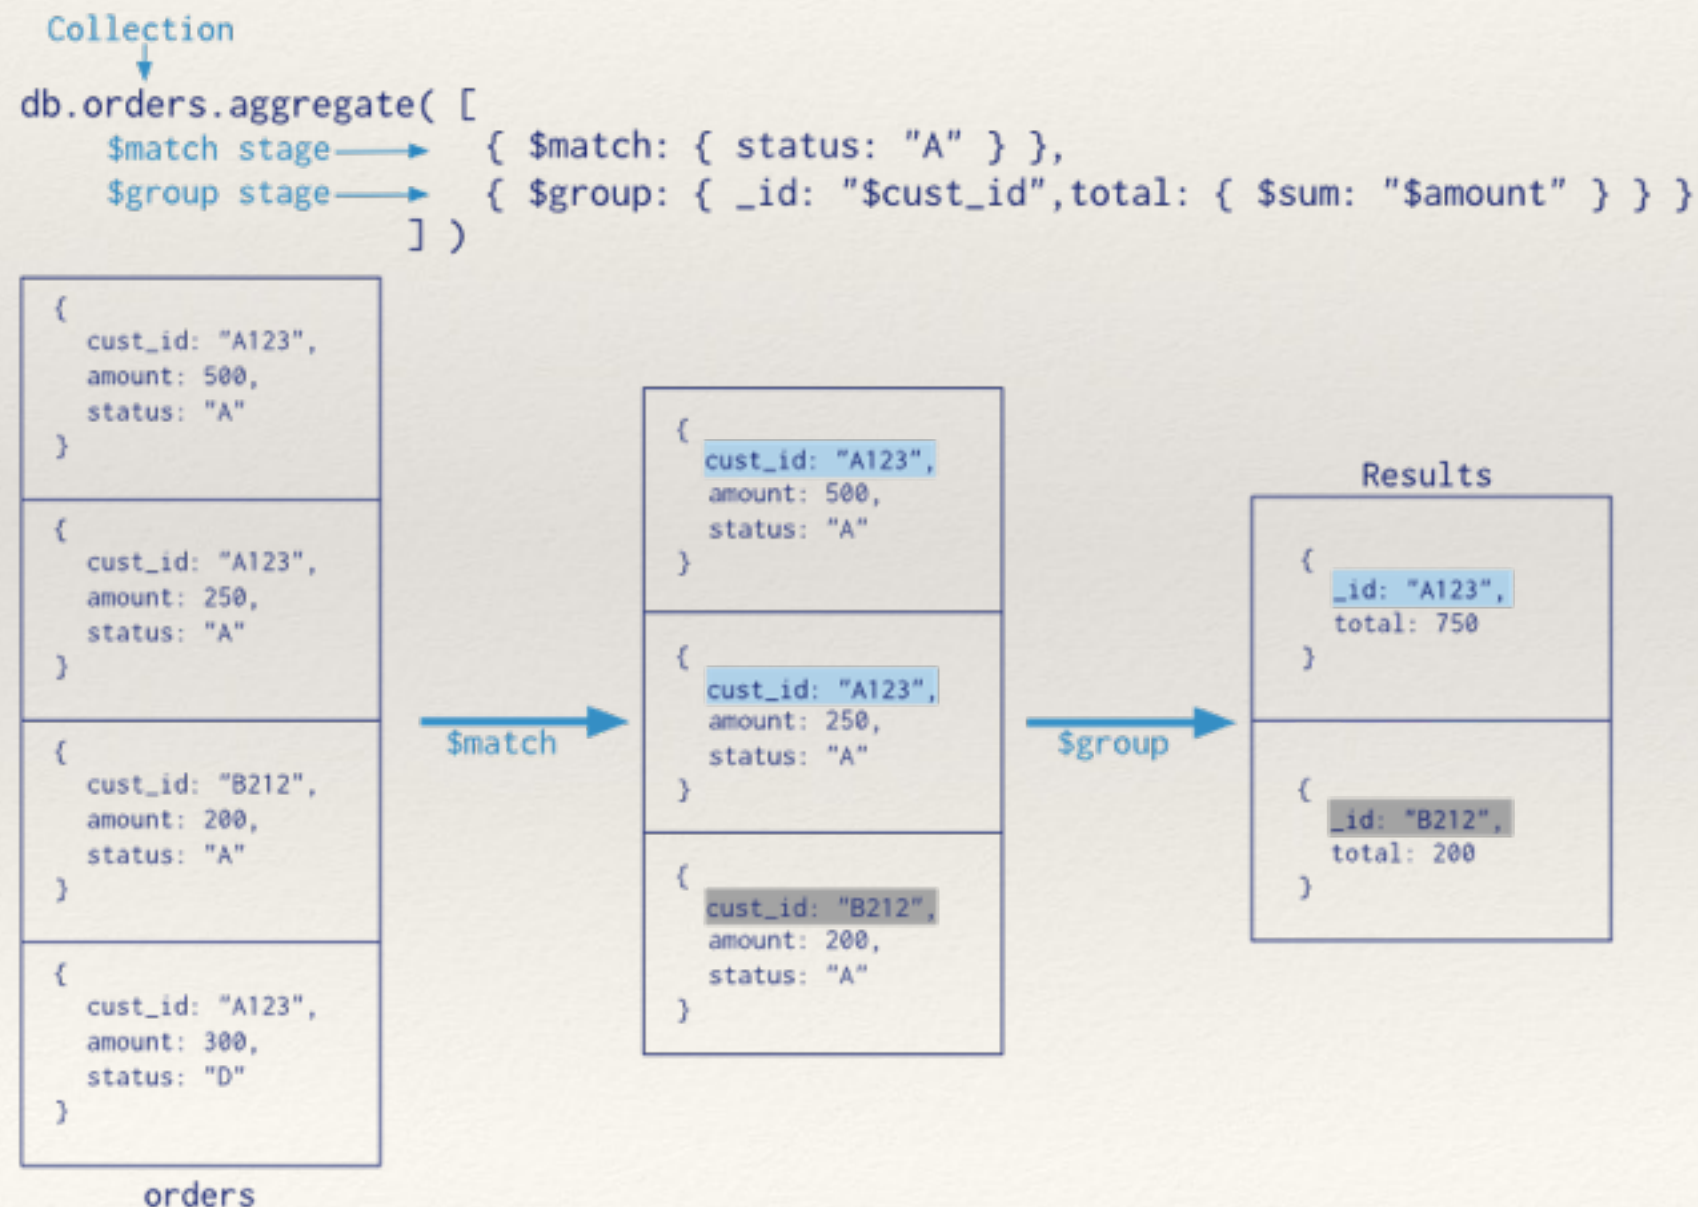 Collection
db.orders.aggregate( [
$match stage
{ $match: { status: "A" } },
$group stage
{ $group: { _id: "$cust_id",total: { $sum: "$amount" } } }
] )
{
cust_id: "A123",
amount: 500,
status: "A"
}
{
cust_id: "A123",
amount: 250,
status: "A"
}
{
cust_id: "B212",
amount: 200,
status: "A"
}
{
cust_id: "A123",
amount: 300,
status: "D"
}
orders
$match
{
cust_id: "A123",
amount: 500,
status: "A"
}
{
cust_id: "A123",
amount: 250,
status: "A"
}
{
cust_id: "B212",
amount: 200,
status: "A"
}
$group
Results
{
_id: "A123",
total: 750
}
{
_id: "B212",
total: 200
}